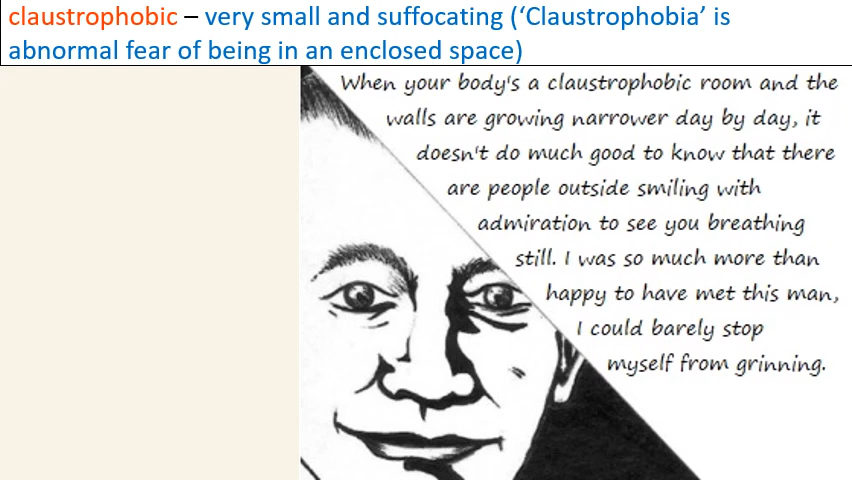 claustrophobic – very small and suffocating (‘Claustrophobia’ is
abnormal fear of being in an enclosed space)
When your body's a claustrophobic room and the
walls are growing narrower day by day, it
doesn't do much good to know that there
are people outside smiling with
admiration to see you breathing
still. I was so much more than
happy to have met this man,
I could barely stop
myself from grinning.